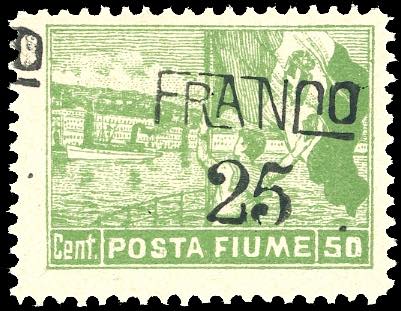 O
FRANCO
25
Cent. POSTA FIUME 50